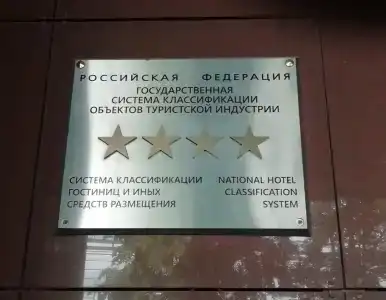 РОССИЙСКАЯ ФЕДЕРАЦИЯ
ГОСУДАРСТВЕННАЯ
СИСТЕМА КЛАССИФИКАЦИИ
ОБЪЕКТОВ ТУРИСТСКОЙ ИНДУСТРИИ
СИСТЕМА КЛАССИФИКАЦИИ NATIONAL HOTEL
ГОСТИНИЦ И ИНЫХ CLASSIFICATION
СРЕДСТВ РАЗМЕЩЕНИЯ SYSTEM